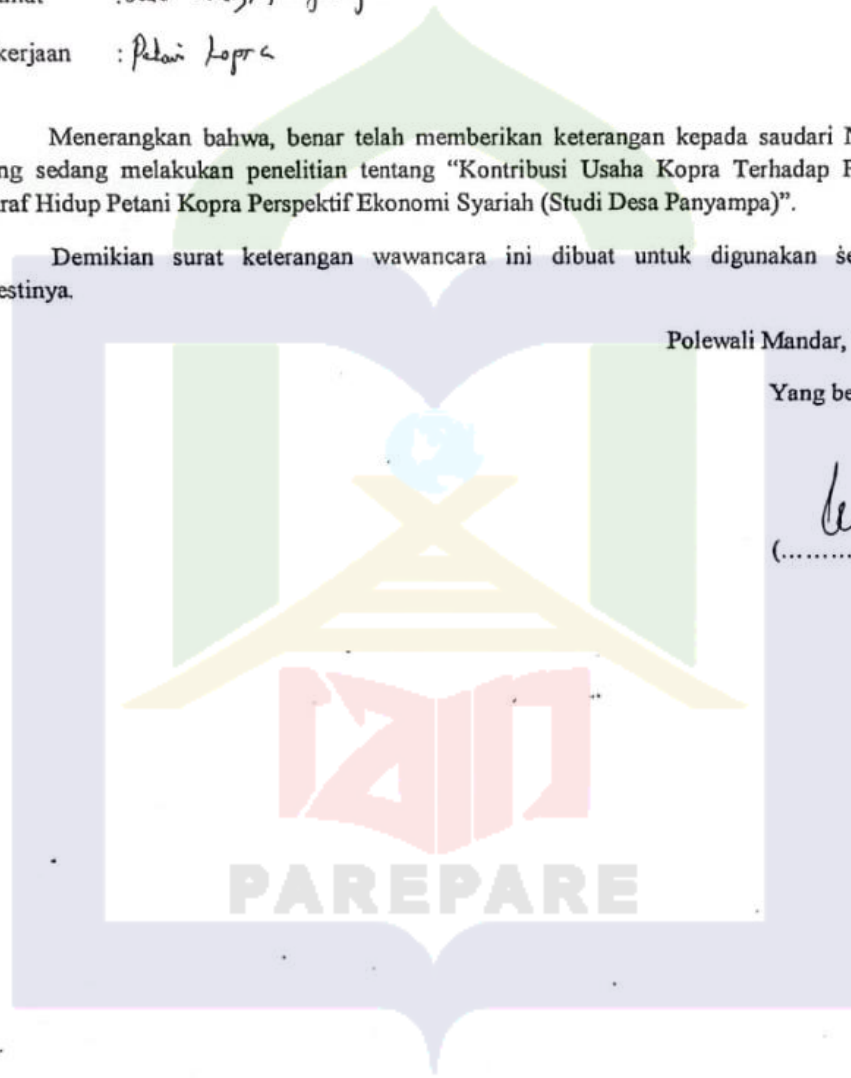 kerjaan : Petani kopra
Menerangkan bahwa, benar telah memberikan keterangan kepada saudari
ng sedang melakukan penelitian tentang “Kontribusi Usaha Kopra Terhadap
raf Hidup Petani Kopra Perspektif Ekonomi Syariah (Studi Desa Panyampa)”.
Demikian surat keterangan wawancara ini dibuat untuk digunakan se
estinya.
Polewali Mandar,
Yang be
(.........
iain
PAREPARE